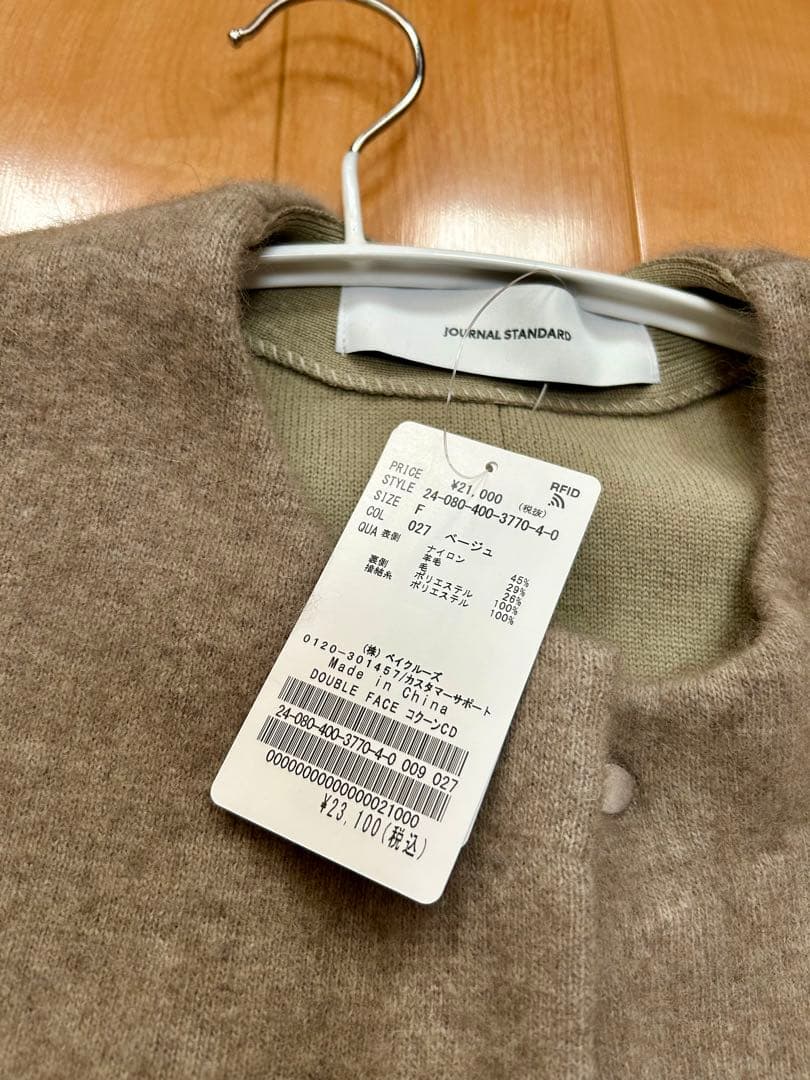 JOURNAL STANDARD
RFID
PRICE ¥21,000 (税抜)
STYLE 24-080-400-3770-4-0
SIZE F
COL 027 ベージュ
QUA 表側 ナイロン 45%
羊毛 29%
毛 26%
裏側 ポリエステル 100%
接結糸 ポリエステル 100%
(株) ベイクルーズ
0120-301457/カスタマーサポート
Made in China
DOUBLE FACE コクーンCD
24-080-400-3770-4-0 009 027
0000000000000021000
¥23,100(税込)